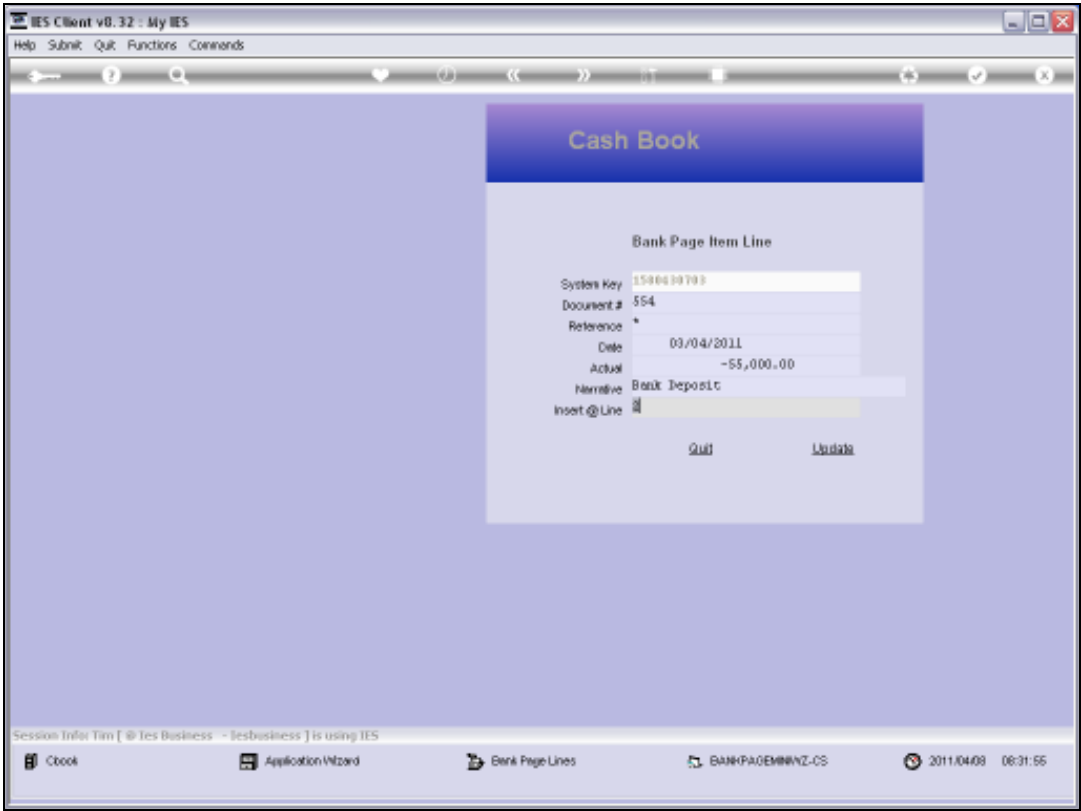 IES Client v8.32 : My IES
Help Submit Quit Functions Commands
Cash Book
Bank Page Item Line
System Key 1580430703
Document # 554
Reference *
Date 03/04/2011
Actual -55,000.00
Narrative Bank Deposit
Insert @ Line
Quit Update
Session Info: Tim [ @ Ies Business - Iesbusiness ] is using IES
Cbook Application Wizard Bank Page Lines BANKPAGEMINWIZ-CS 2011/04/08 08:31:55